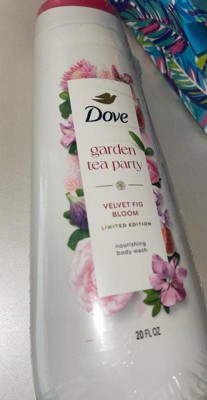 Dove
garden
tea party
VELVET FIG
BLOOM
LIMITED EDITION
nourishing
body wash
20 FL OZ